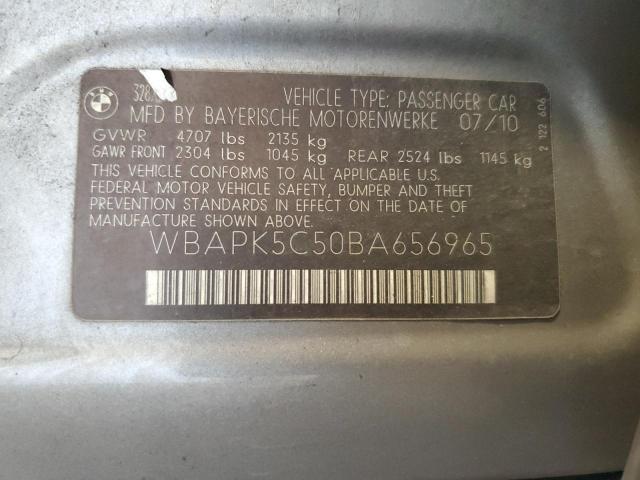 BMW
VEHICLE TYPE: PASSENGER CAR
MFD BY BAYERISCHE MOTORENWERKE 07/10
GVWR 4707 lbs 2135 kg
GAWR FRONT 2304 lbs 1045 kg REAR 2524 lbs 1145 kg
THIS VEHICLE CONFORMS TO ALL APPLICABLE U.S.
FEDERAL MOTOR VEHICLE SAFETY, BUMPER AND THEFT
PREVENTION STANDARDS IN EFFECT ON THE DATE OF
MANUFACTURE SHOWN ABOVE.
WBAPK5C50BA656965
2 122 606